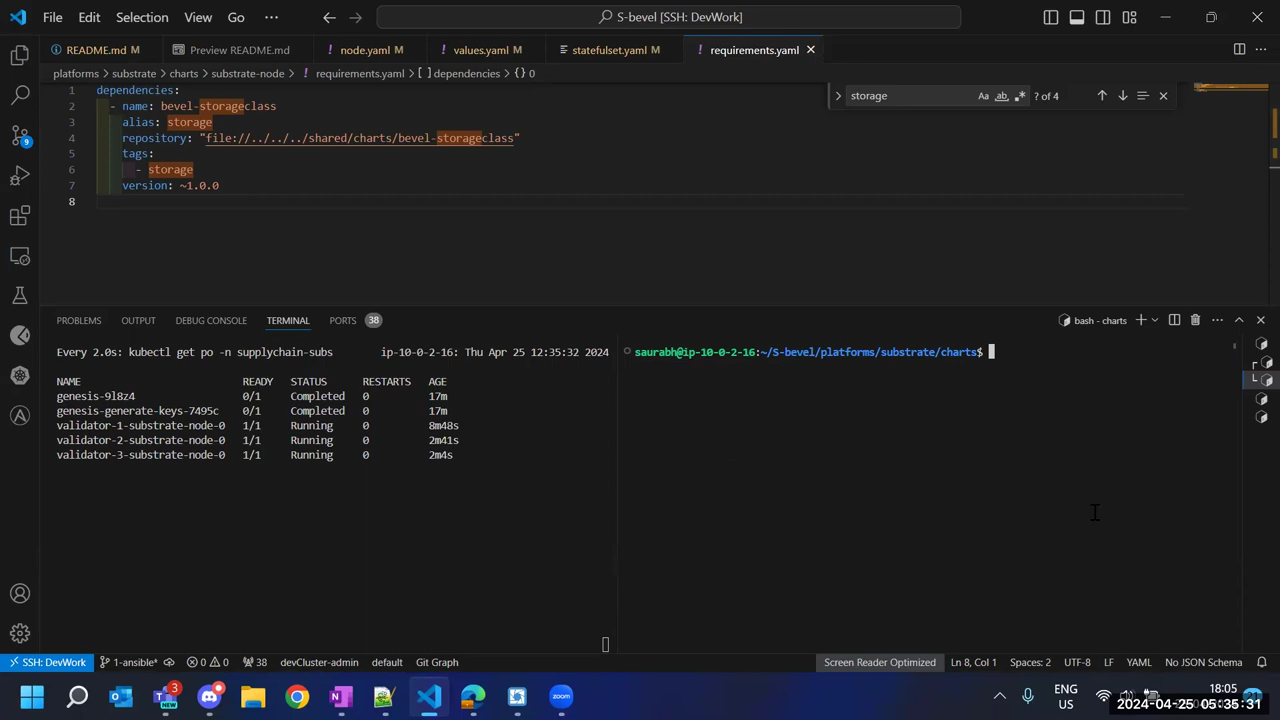 File Edit Selection View Go ··· S-bevel [SSH: DevWork]
README.md M Preview README.md node.yaml M values.yaml M statefulset.yaml M requirements.yaml
platforms > substrate > charts > substrate-node > requirements.yaml > [ ] dependencies > {} 0
storage Aa ab .* ? of 4
1 dependencies:
2 - name: bevel-storageclass
3 alias: storage
4 repository: "file://../../../shared/charts/bevel-storageclass"
5 tags:
6 - storage
7 version: ~1.0.0
8
9
PROBLEMS OUTPUT DEBUG CONSOLE TERMINAL PORTS 38 bash - charts
Every 2.0s: kubectl get po -n supplychain-subs ip-10-0-2-16: Thu Apr 25 12:35:32 2024
NAME READY STATUS RESTARTS AGE
genesis-9l8z4 0/1 Completed 0 17m
genesis-generate-keys-7495c 0/1 Completed 0 17m
validator-1-substrate-node-0 1/1 Running 0 8m48s
validator-2-substrate-node-0 1/1 Running 0 2m41s
validator-3-substrate-node-0 1/1 Running 0 2m4s
saurabh@ip-10-0-2-16:~/S-bevel/platforms/substrate/charts$
SSH: DevWork 1-ansible* 0 0 38 devCluster-admin default Git Graph Screen Reader Optimized Ln 8, Col 1 Spaces: 2 UTF-8 LF YAML No JSON Schema
3 NEW zoom ENG US 18:05
2024-04-25 05:35:31